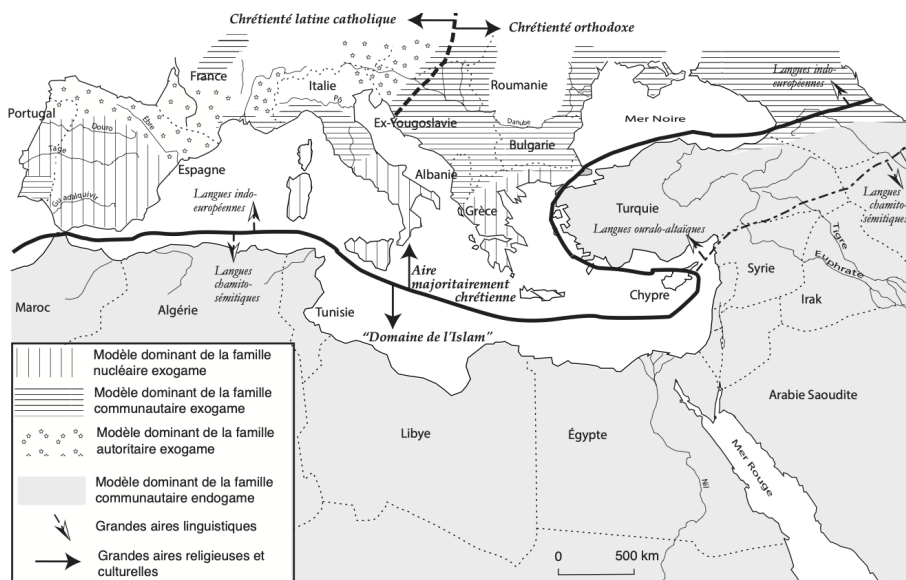 Chrétienté latine catholique
Chrétienté orthodoxe
France
Italie
Roumanie
Langues indo-
européennes
Portugal
Pô
Mer Noire
Ex-Yougoslavie
Danube
Douro
Èbre
Bulgarie
Tage
Espagne
Albanie
Langues
chamito-
sémitiques
Langues indo-
européennes
Guadalquivir
Grèce
Turquie
Langues ouralo-altaïques
Tigre
Euphrate
Langues
chamito-
sémitiques
Aire
majoritairement
chrétienne
Syrie
Chypre
Irak
Maroc
Algérie
Tunisie
“Domaine de l’Islam”
Modèle dominant de la famille
nucléaire exogame
Modèle dominant de la famille
communautaire exogame
Modèle dominant de la famille
autoritaire exogame
Modèle dominant de la famille
communautaire endogame
Grandes aires linguistiques
Grandes aires religieuses et
culturelles
Arabie Saoudite
Libye
Égypte
Mer Rouge
Nil
0 500 km